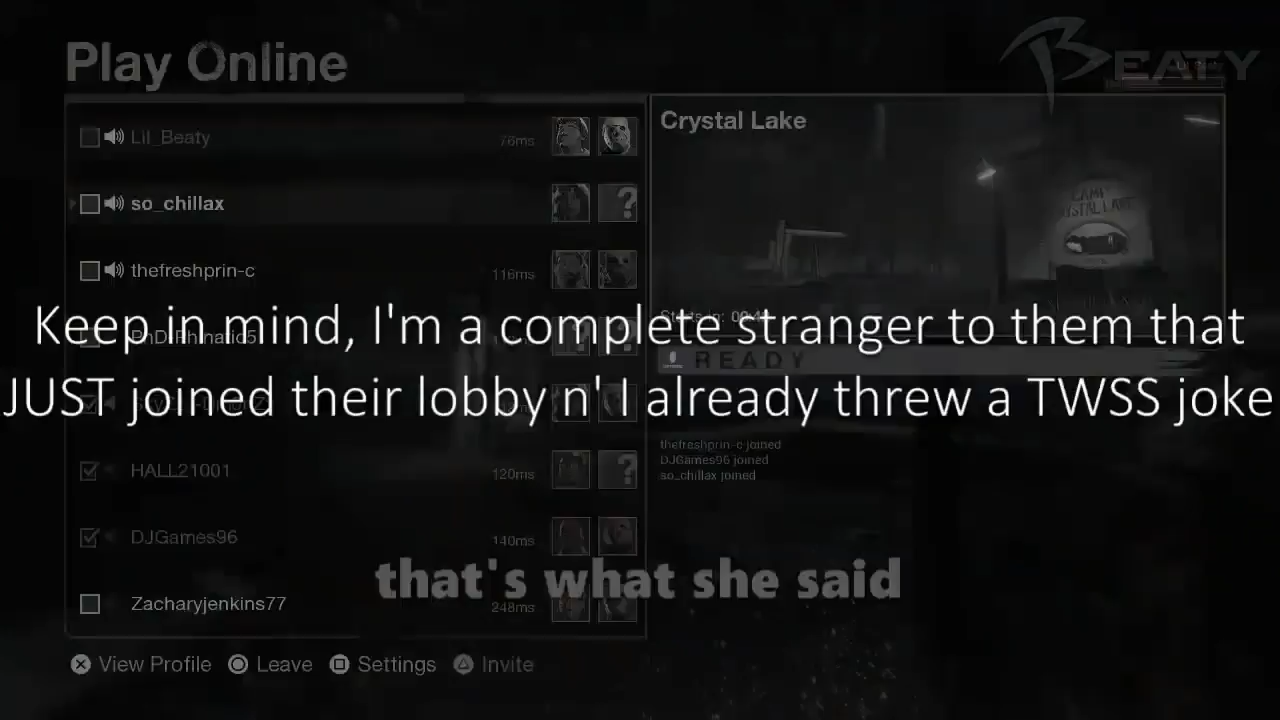 Play Online
BEATY
Lil_Beaty
76ms
so_chillax
thefreshprin-c
116ms
Crystal Lake
CAMP
Keep in mind, I'm a complete stranger to them that
JUST joined their lobby n' I already threw a TWSS joke
READY
thefreshprin-c joined
DJGames96 joined
so_chillax joined
HALL21001
120ms
DJGames96
140ms
that's what she said
Zacharyjenkins77
248ms
View Profile
Leave
Settings
Invite